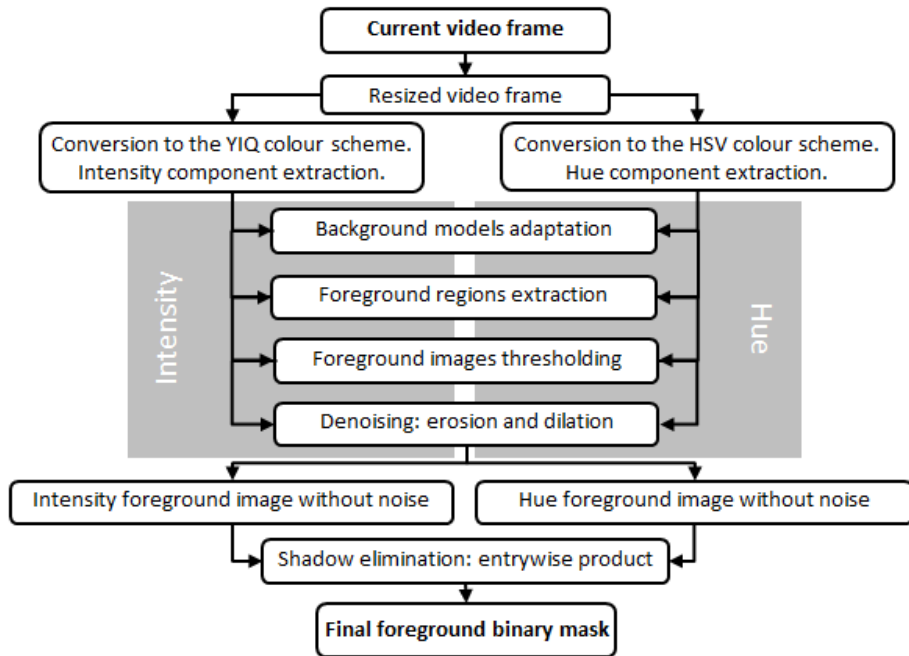 Current video frame
Resized video frame
Conversion to the YIQ colour scheme.
Intensity component extraction.
Conversion to the HSV colour scheme.
Hue component extraction.
Intensity
Hue
Background models adaptation
Foreground regions extraction
Foreground images thresholding
Denoising: erosion and dilation
Intensity foreground image without noise
Hue foreground image without noise
Shadow elimination: entrywise product
Final foreground binary mask